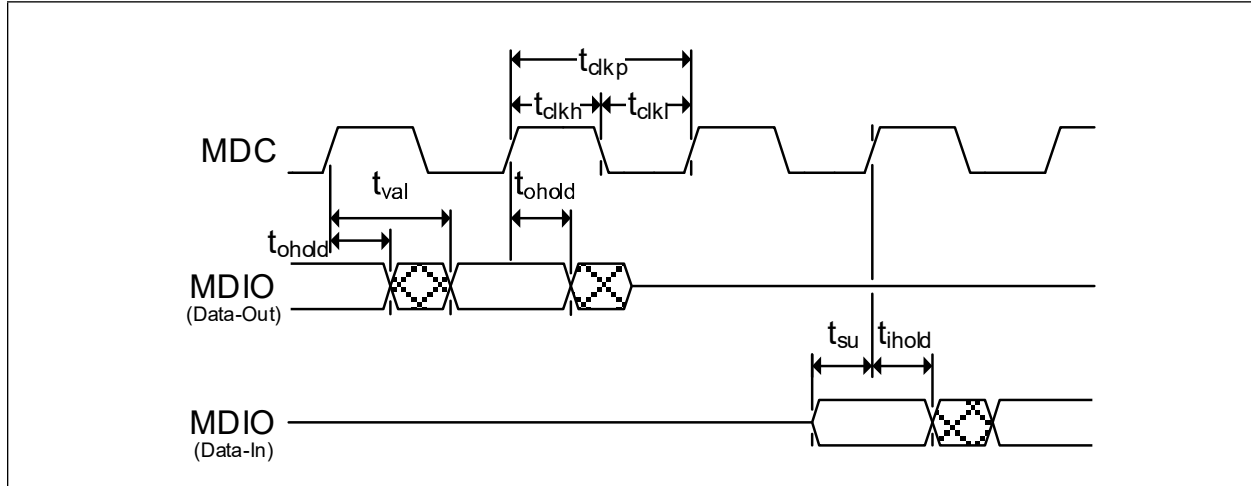 tclkp
tclkh tclkl
MDC
tval tohold
tohold
MDIO
(Data-Out)
tsu tihold
MDIO
(Data-In)